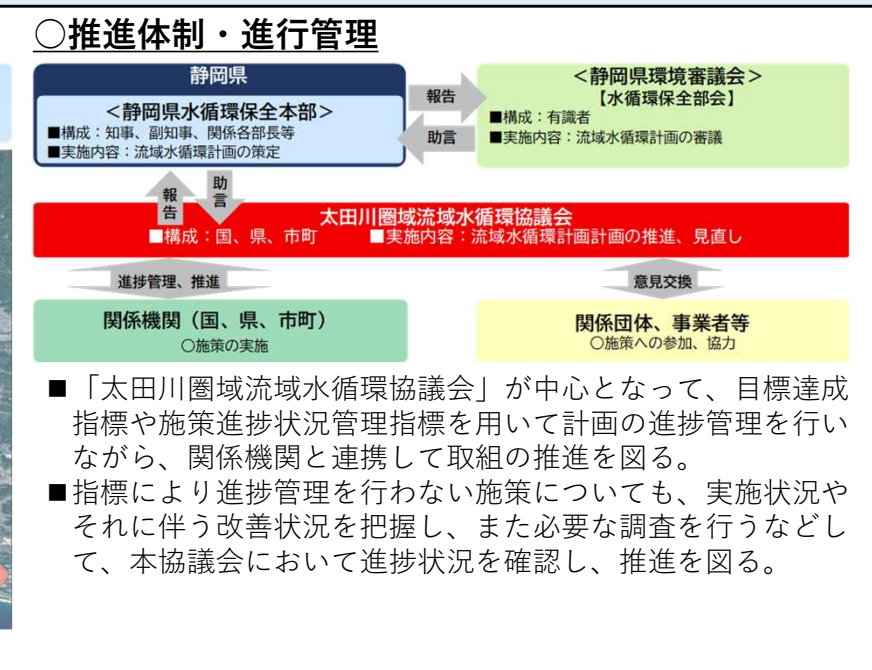 ○推進体制・進行管理
静岡県
＜静岡県水循環保全本部＞
■構成：知事、副知事、関係各部長等
■実施内容：流域水循環計画の策定
報告
助言
＜静岡県環境審議会＞
【水循環保全部会】
■構成：有識者
■実施内容：流域水循環計画の審議
報告
助言
太田川圏域流域水循環協議会
■構成：国、県、市町　■実施内容：流域水循環計画計画の推進、見直し
進捗管理、推進
意見交換
関係機関（国、県、市町）
○施策の実施
関係団体、事業者等
○施策への参加、協力
■「太田川圏域流域水循環協議会」が中心となって、目標達成
指標や施策進捗状況管理指標を用いて計画の進捗管理を行い
ながら、関係機関と連携して取組の推進を図る。
■指標により進捗管理を行わない施策についても、実施状況や
それに伴う改善状況を把握し、また必要な調査を行うなどし
て、本協議会において進捗状況を確認し、推進を図る。